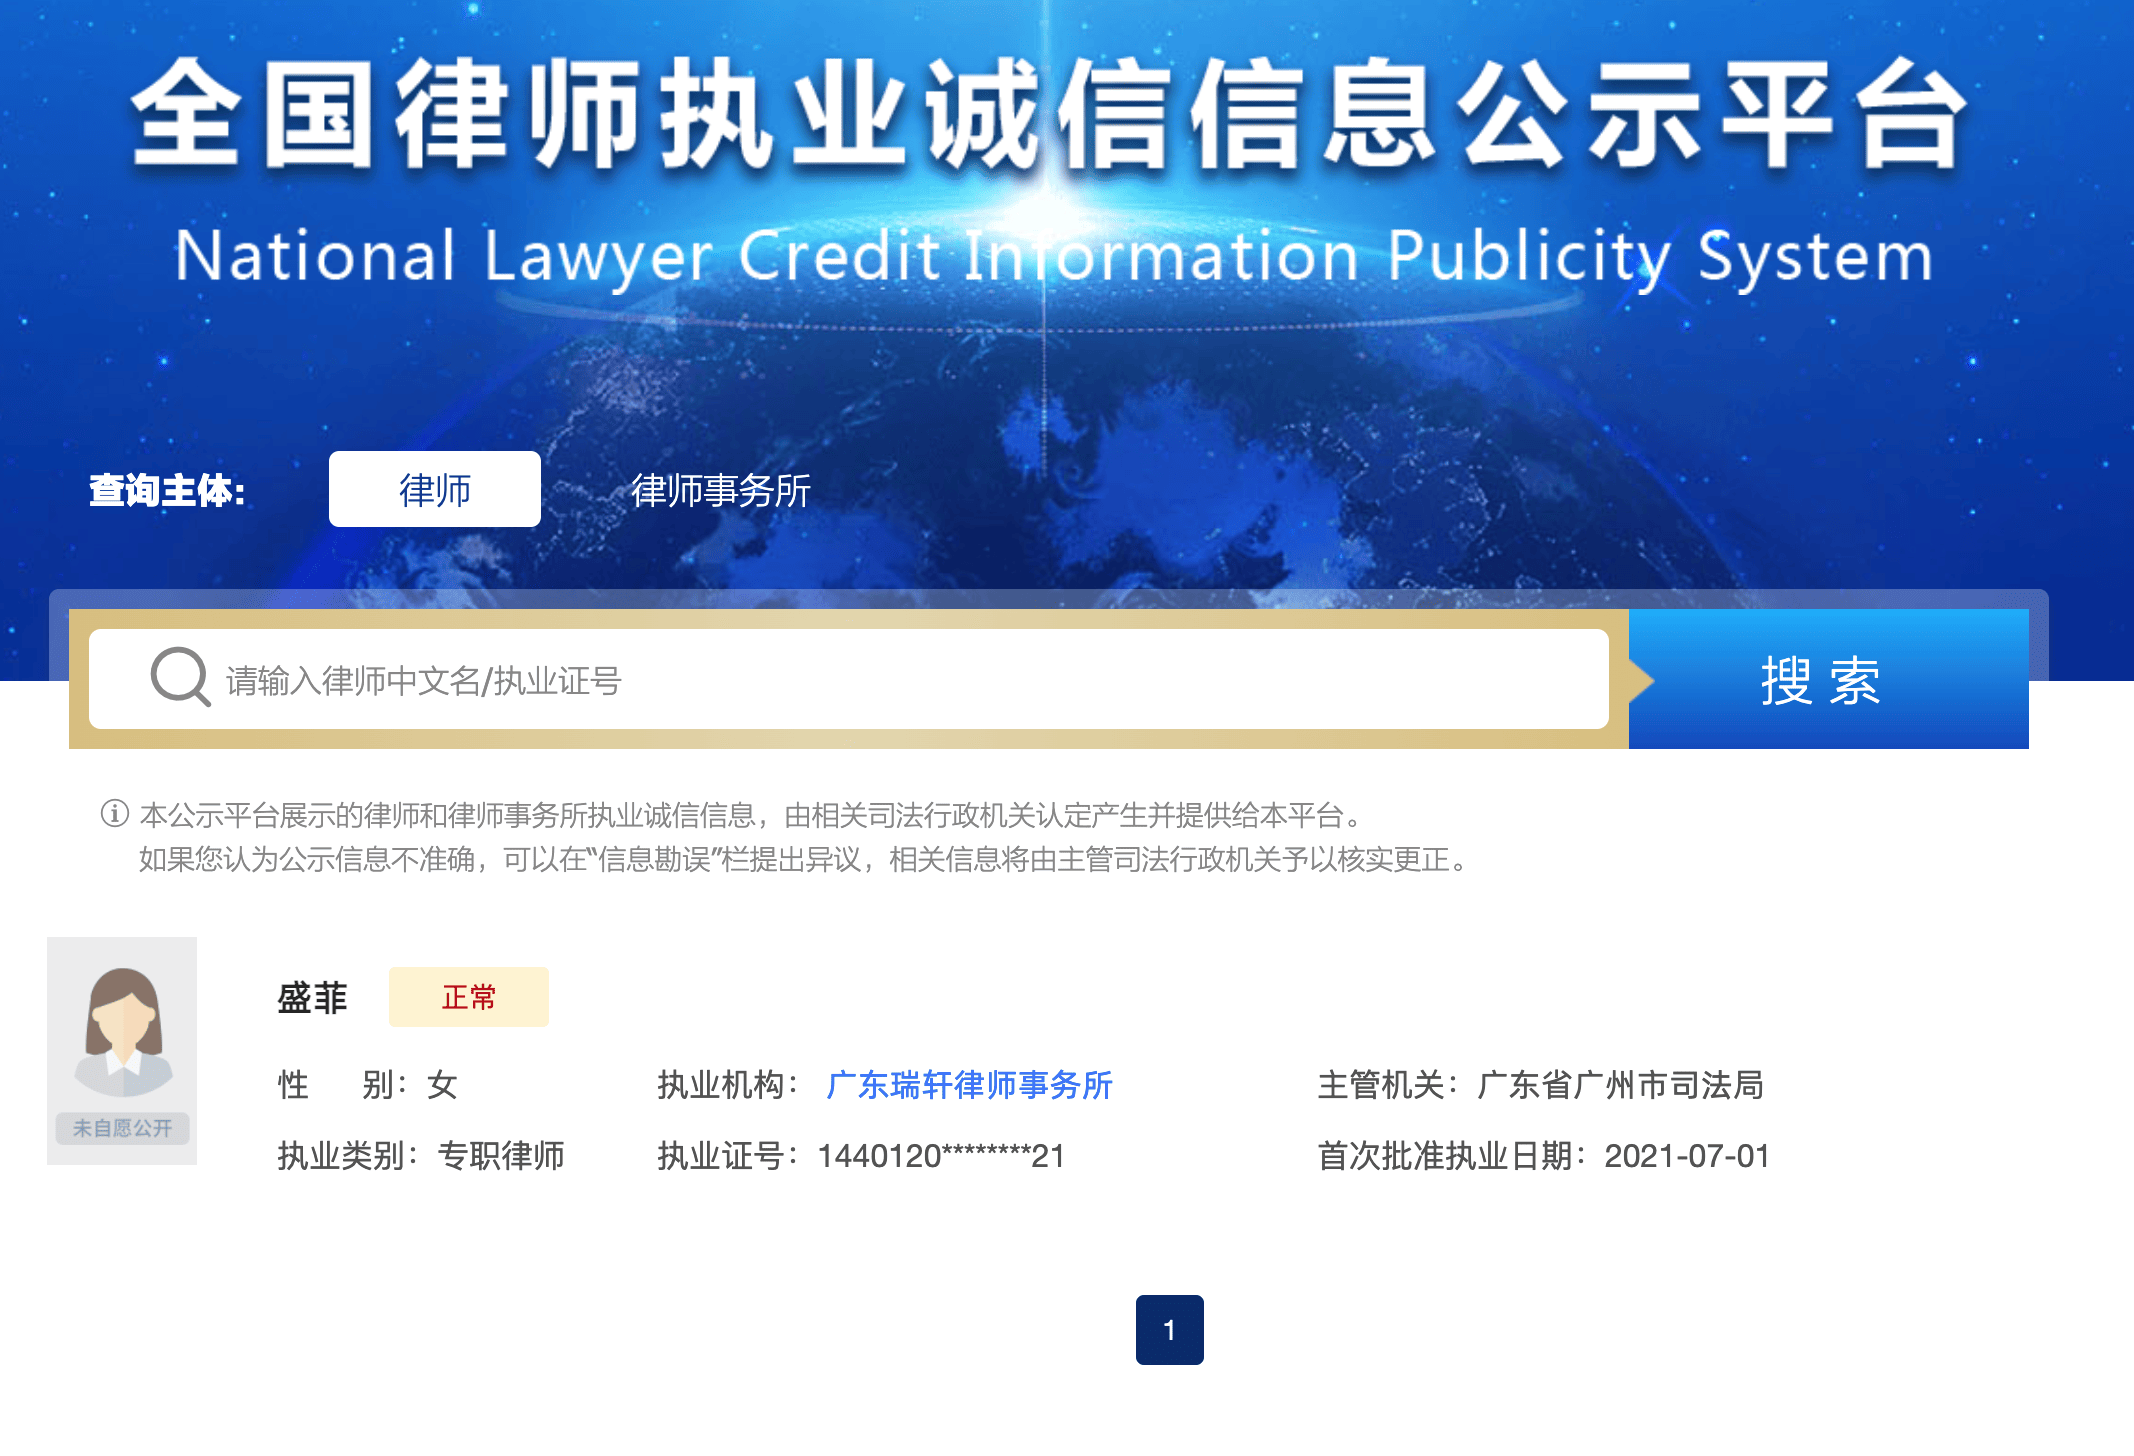 全国律师执业诚信信息公示平台
National Lawyer Credit Information Publicity System
查询主体: 律师 律师事务所
请输入律师中文名/执业证号 搜索
本公示平台展示的律师和律师事务所执业诚信信息，由相关司法行政机关认定产生并提供给本平台。
如果您认为公示信息不准确，可以在“信息勘误”栏提出异议，相关信息将由主管司法行政机关予以核实更正。
盛菲 正常
性 别：女 执业机构：广东瑞轩律师事务所 主管机关：广东省广州市司法局
未自愿公开
执业类别：专职律师 执业证号：1440120********21 首次批准执业日期：2021-07-01
1